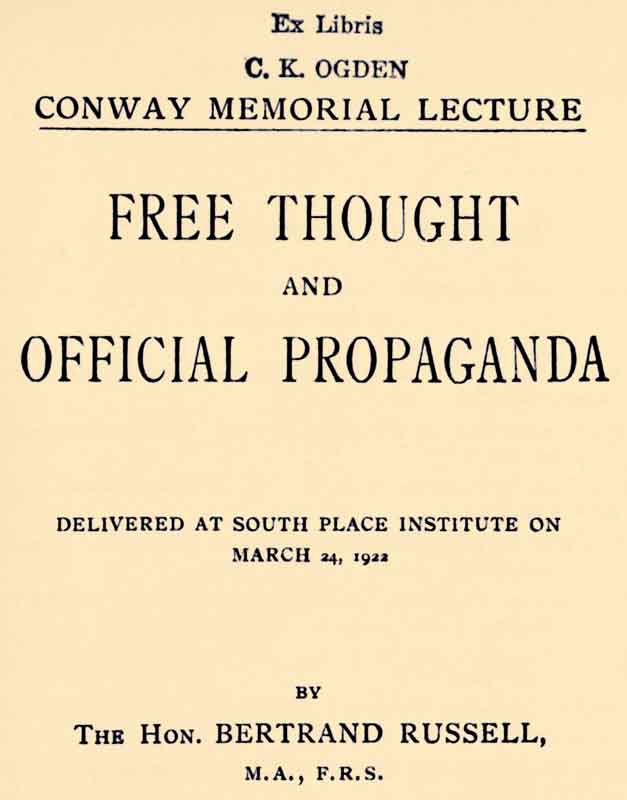 Ex Libris
C. K. OGDEN
CONWAY MEMORIAL LECTURE
FREE THOUGHT
AND
OFFICIAL PROPAGANDA
DELIVERED AT SOUTH PLACE INSTITUTE ON
MARCH 24, 1922
BY
THE HON. BERTRAND RUSSELL,
M.A., F.R.S.